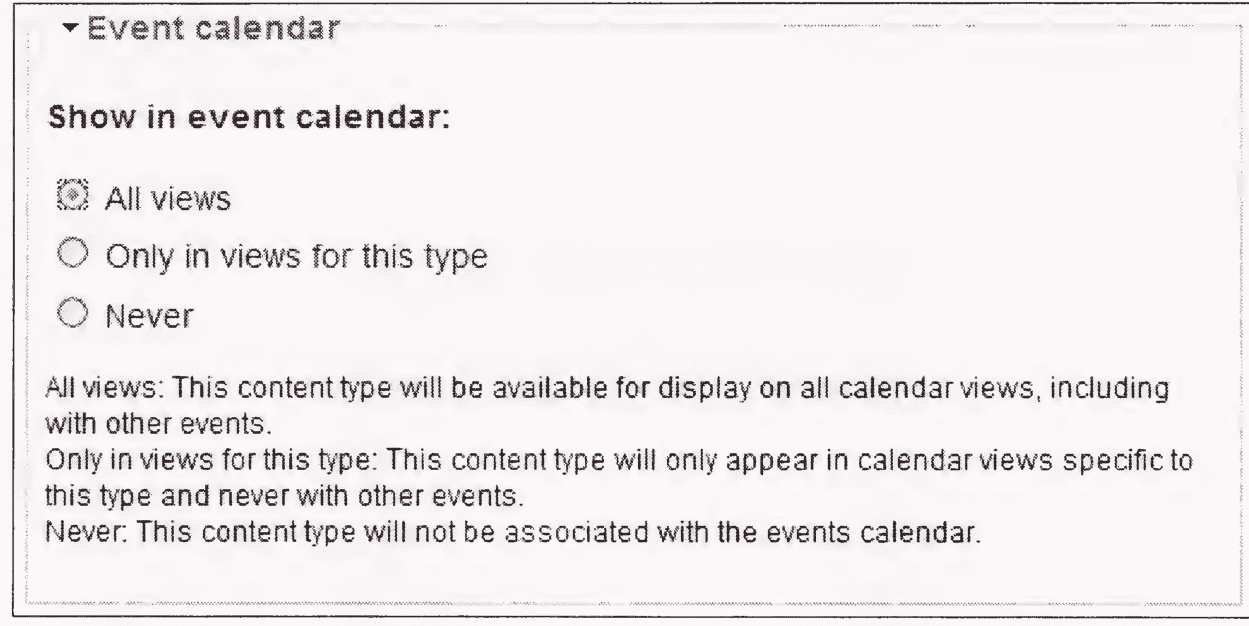 Event calendar
Show in event calendar:
All views
Only in views for this type
Never
All views: This content type will be available for display on all calendar views, including
with other events.
Only in views for this type: This content type will only appear in calendar views specific to
this type and never with other events.
Never: This content type will not be associated with the events calendar.